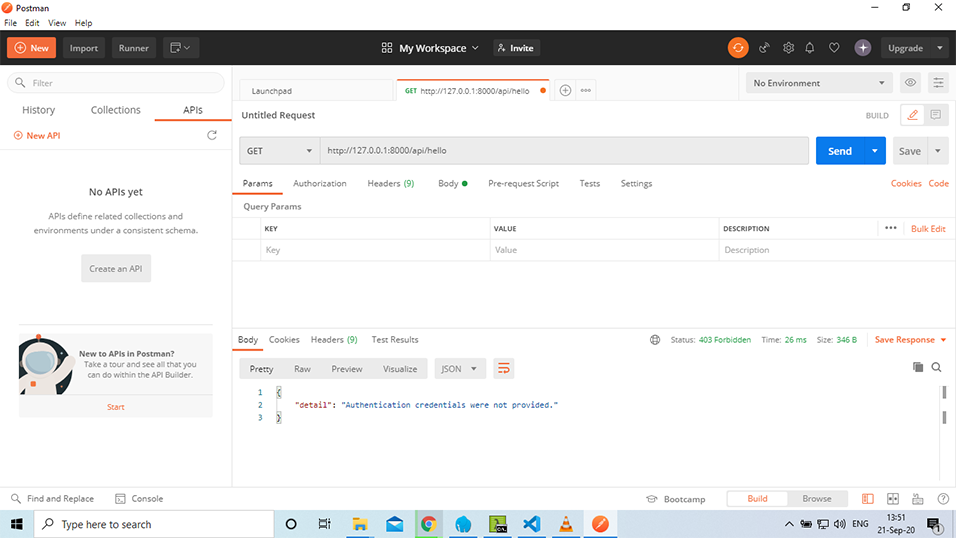 Postman
File Edit View Help
New Import Runner My Workspace Invite Upgrade
Filter
History Collections APIs
New API
No APIs yet
APIs define related collections and
environments under a consistent schema.
Create an API
New to APIs in Postman?
Take a tour and see all that you
can do within the API Builder.
Start
Launchpad GET http://127.0.0.1:8000/api/hello No Environment
Untitled Request BUILD
GET http://127.0.0.1:8000/api/hello Send Save
Params Authorization Headers (9) Body Pre-request Script Tests Settings Cookies Code
Query Params
KEY VALUE DESCRIPTION Bulk Edit
Key Value Description
Body Cookies Headers (9) Test Results Status: 403 Forbidden Time: 26 ms Size: 346 B Save Response
Pretty Raw Preview Visualize JSON
1 {
2 "detail": "Authentication credentials were not provided."
3 }
Find and Replace Console Bootcamp Build Browse
Type here to search ENG 13:51
21-Sep-20 1